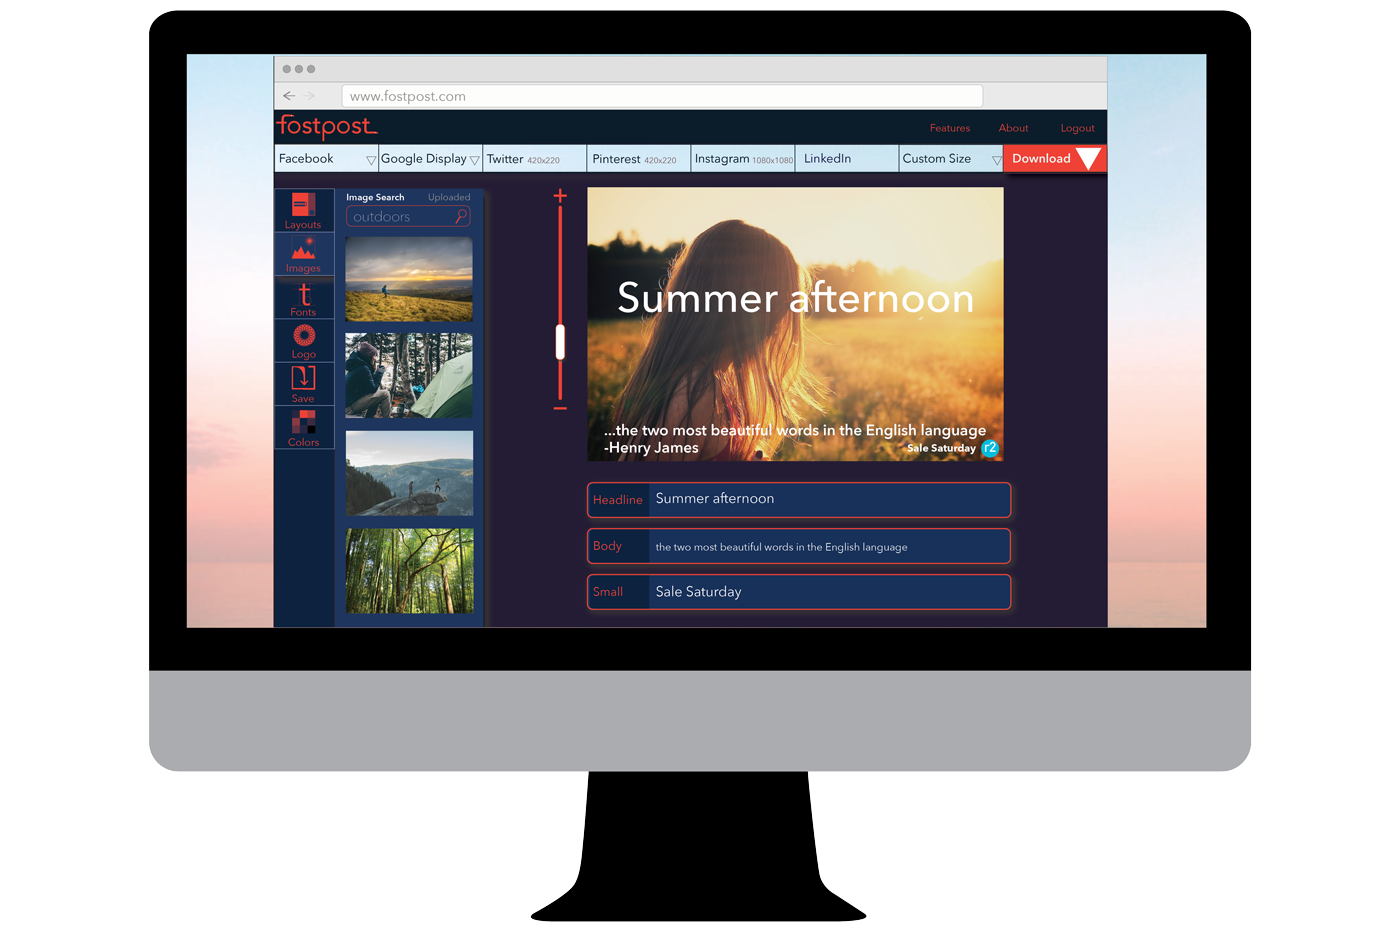 www.fostpost.com
fostpost
Features About Logout
Facebook Google Display Twitter 420x220 Pinterest 420x220 Instagram 1080x1080 LinkedIn Custom Size Download
Image Search Uploaded
outdoors
Layouts
Images
t
Fonts
Logo
Save
Colors
Summer afternoon
...the two most beautiful words in the English language
-Henry James
Sale Saturday r2
Headline Summer afternoon
Body the two most beautiful words in the English language
Small Sale Saturday